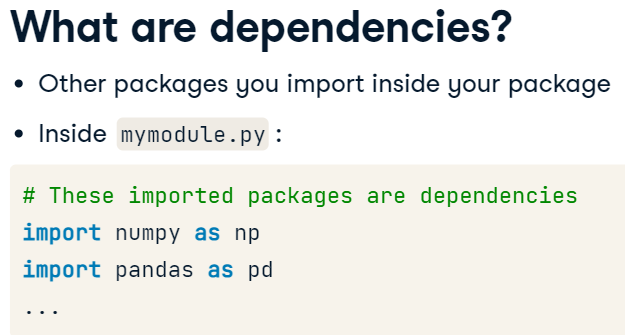 What are dependencies?
• Other packages you import inside your package
• Inside mymodule.py :
# These imported packages are dependencies
import numpy as np
import pandas as pd
...